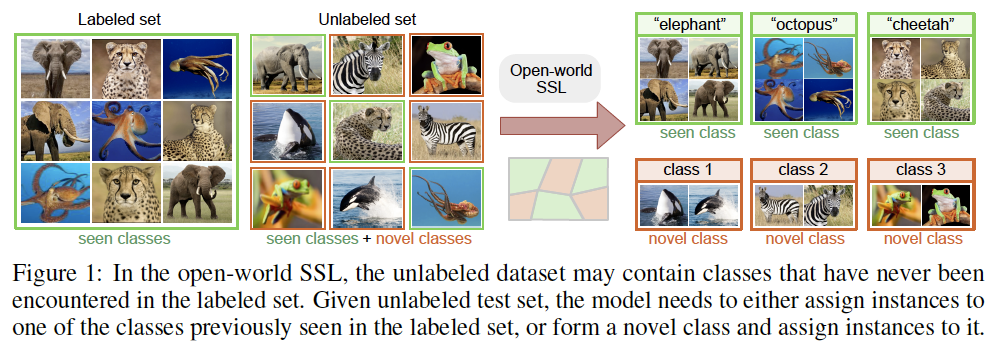 Labeled set
Unlabeled set
seen classes
seen classes + novel classes
Open-world
SSL
“elephant”
“octopus”
“cheetah”
seen class
seen class
seen class
class 1
class 2
class 3
novel class
novel class
novel class
Figure 1: In the open-world SSL, the unlabeled dataset may contain classes that have never been
encountered in the labeled set. Given unlabeled test set, the model needs to either assign instances to
one of the classes previously seen in the labeled set, or form a novel class and assign instances to it.